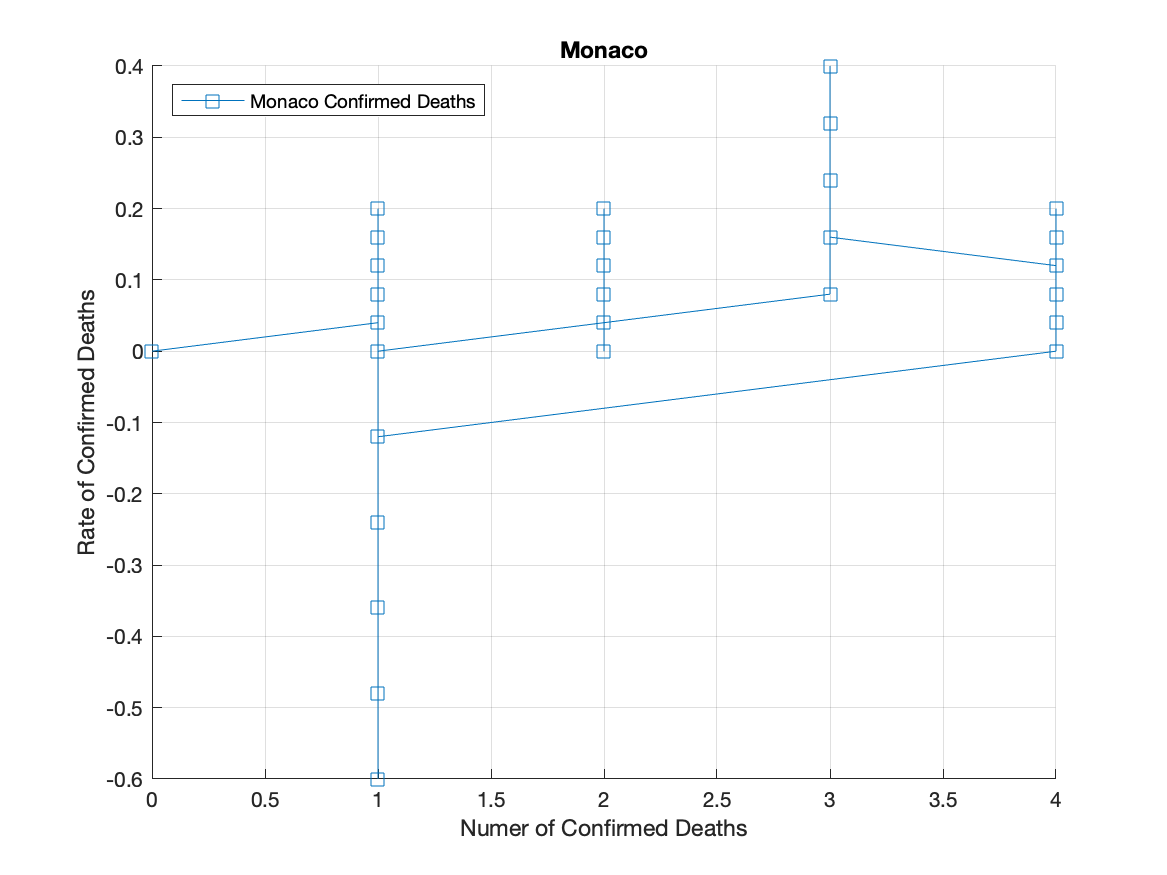 Monaco
Monaco Confirmed Deaths
0.4
0.3
0.2
0.1
0
-0.1
-0.2
-0.3
-0.4
-0.5
-0.6
Rate of Confirmed Deaths
0 0.5 1 1.5 2 2.5 3 3.5 4
Numer of Confirmed Deaths